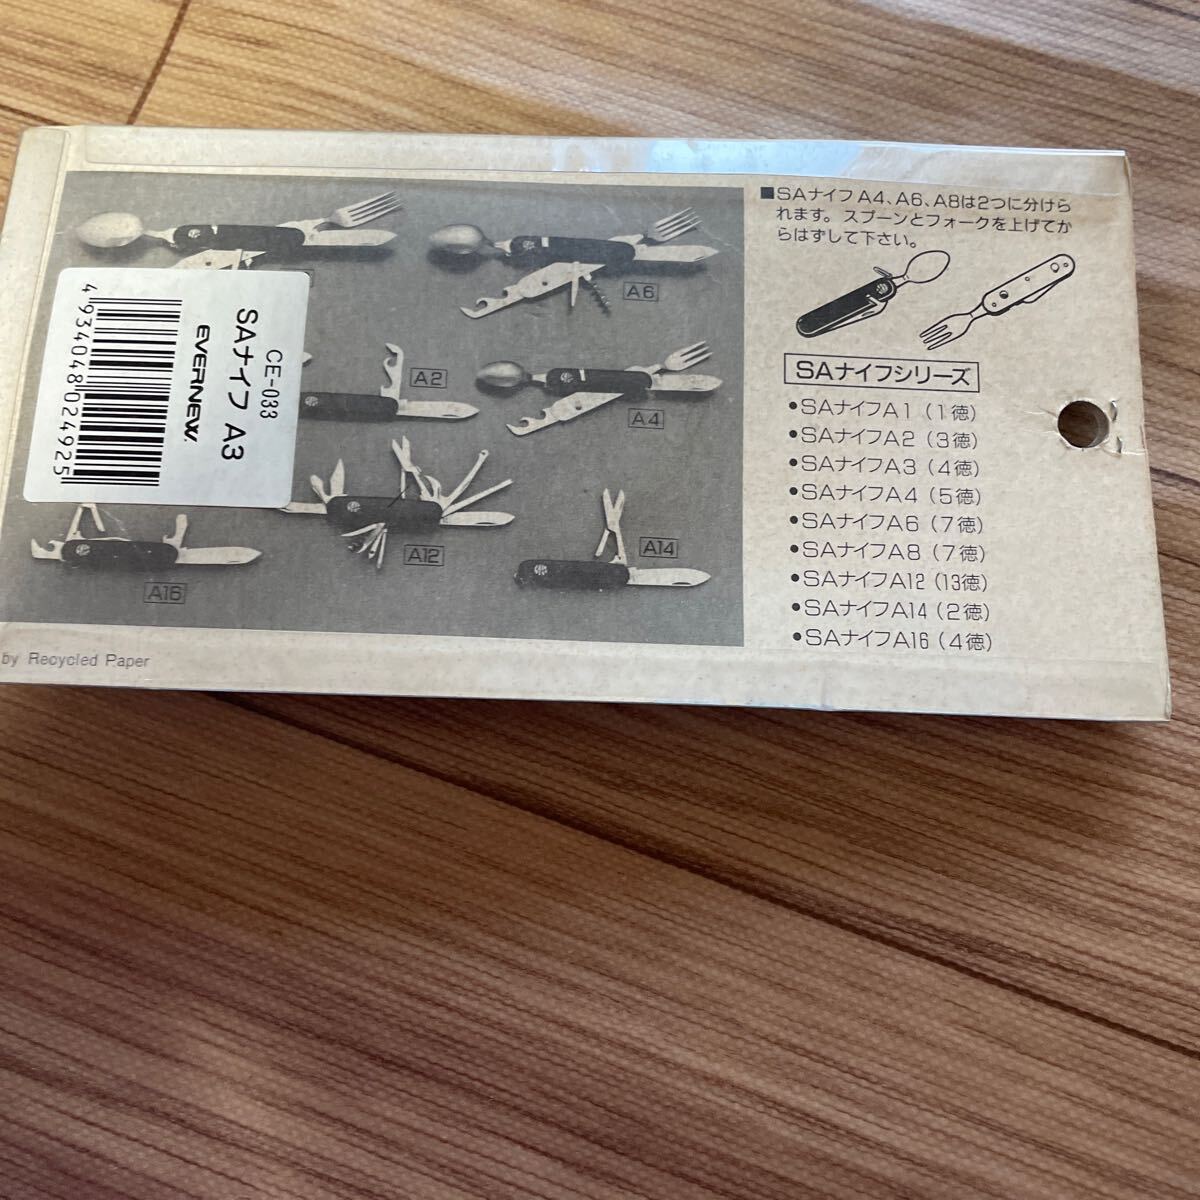 CE-033
SAナイフ A3
EVERNEW.
4934048024925
A6
A2
A4
A12
A14
A16
by Recycled Paper
■SAナイフ A4、A6、A8は2つに分けら
れます。スプーンとフォークを上げてか
らはずして下さい。
SAナイフシリーズ
•SAナイフA1 (1徳)
•SAナイフA2 (3徳)
•SAナイフA3 (4徳)
•SAナイフA4 (5徳)
•SAナイフA6 (7徳)
•SAナイフA8 (7徳)
•SAナイフA12 (13徳)
•SAナイフA14 (2徳)
•SAナイフA16 (4徳)